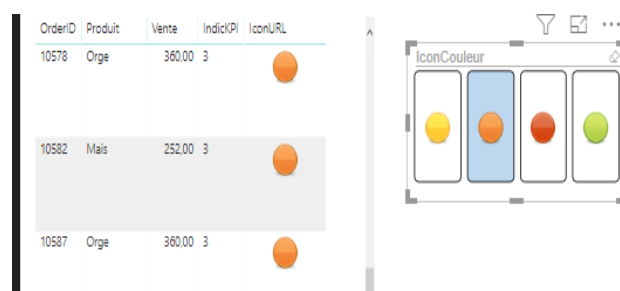 OrderID Produit Vente IndicKPI IconURL
10578 Orge 360,00 3
10582 Mais 252,00 3
10587 Orge 360,00 3
IconCouleur